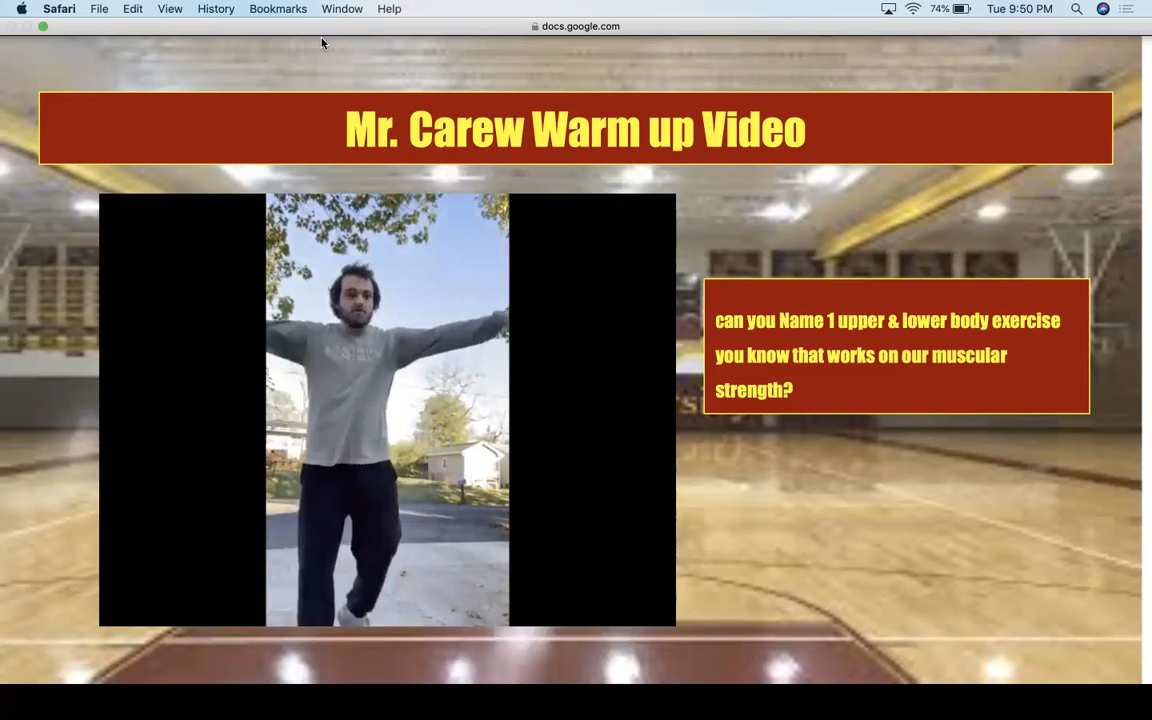 Safari File Edit View History Bookmarks Window Help 74% Tue 9:50 PM
docs.google.com
Mr. Carew Warm up Video
can you Name 1 upper & lower body exercise
you know that works on our muscular
strength?